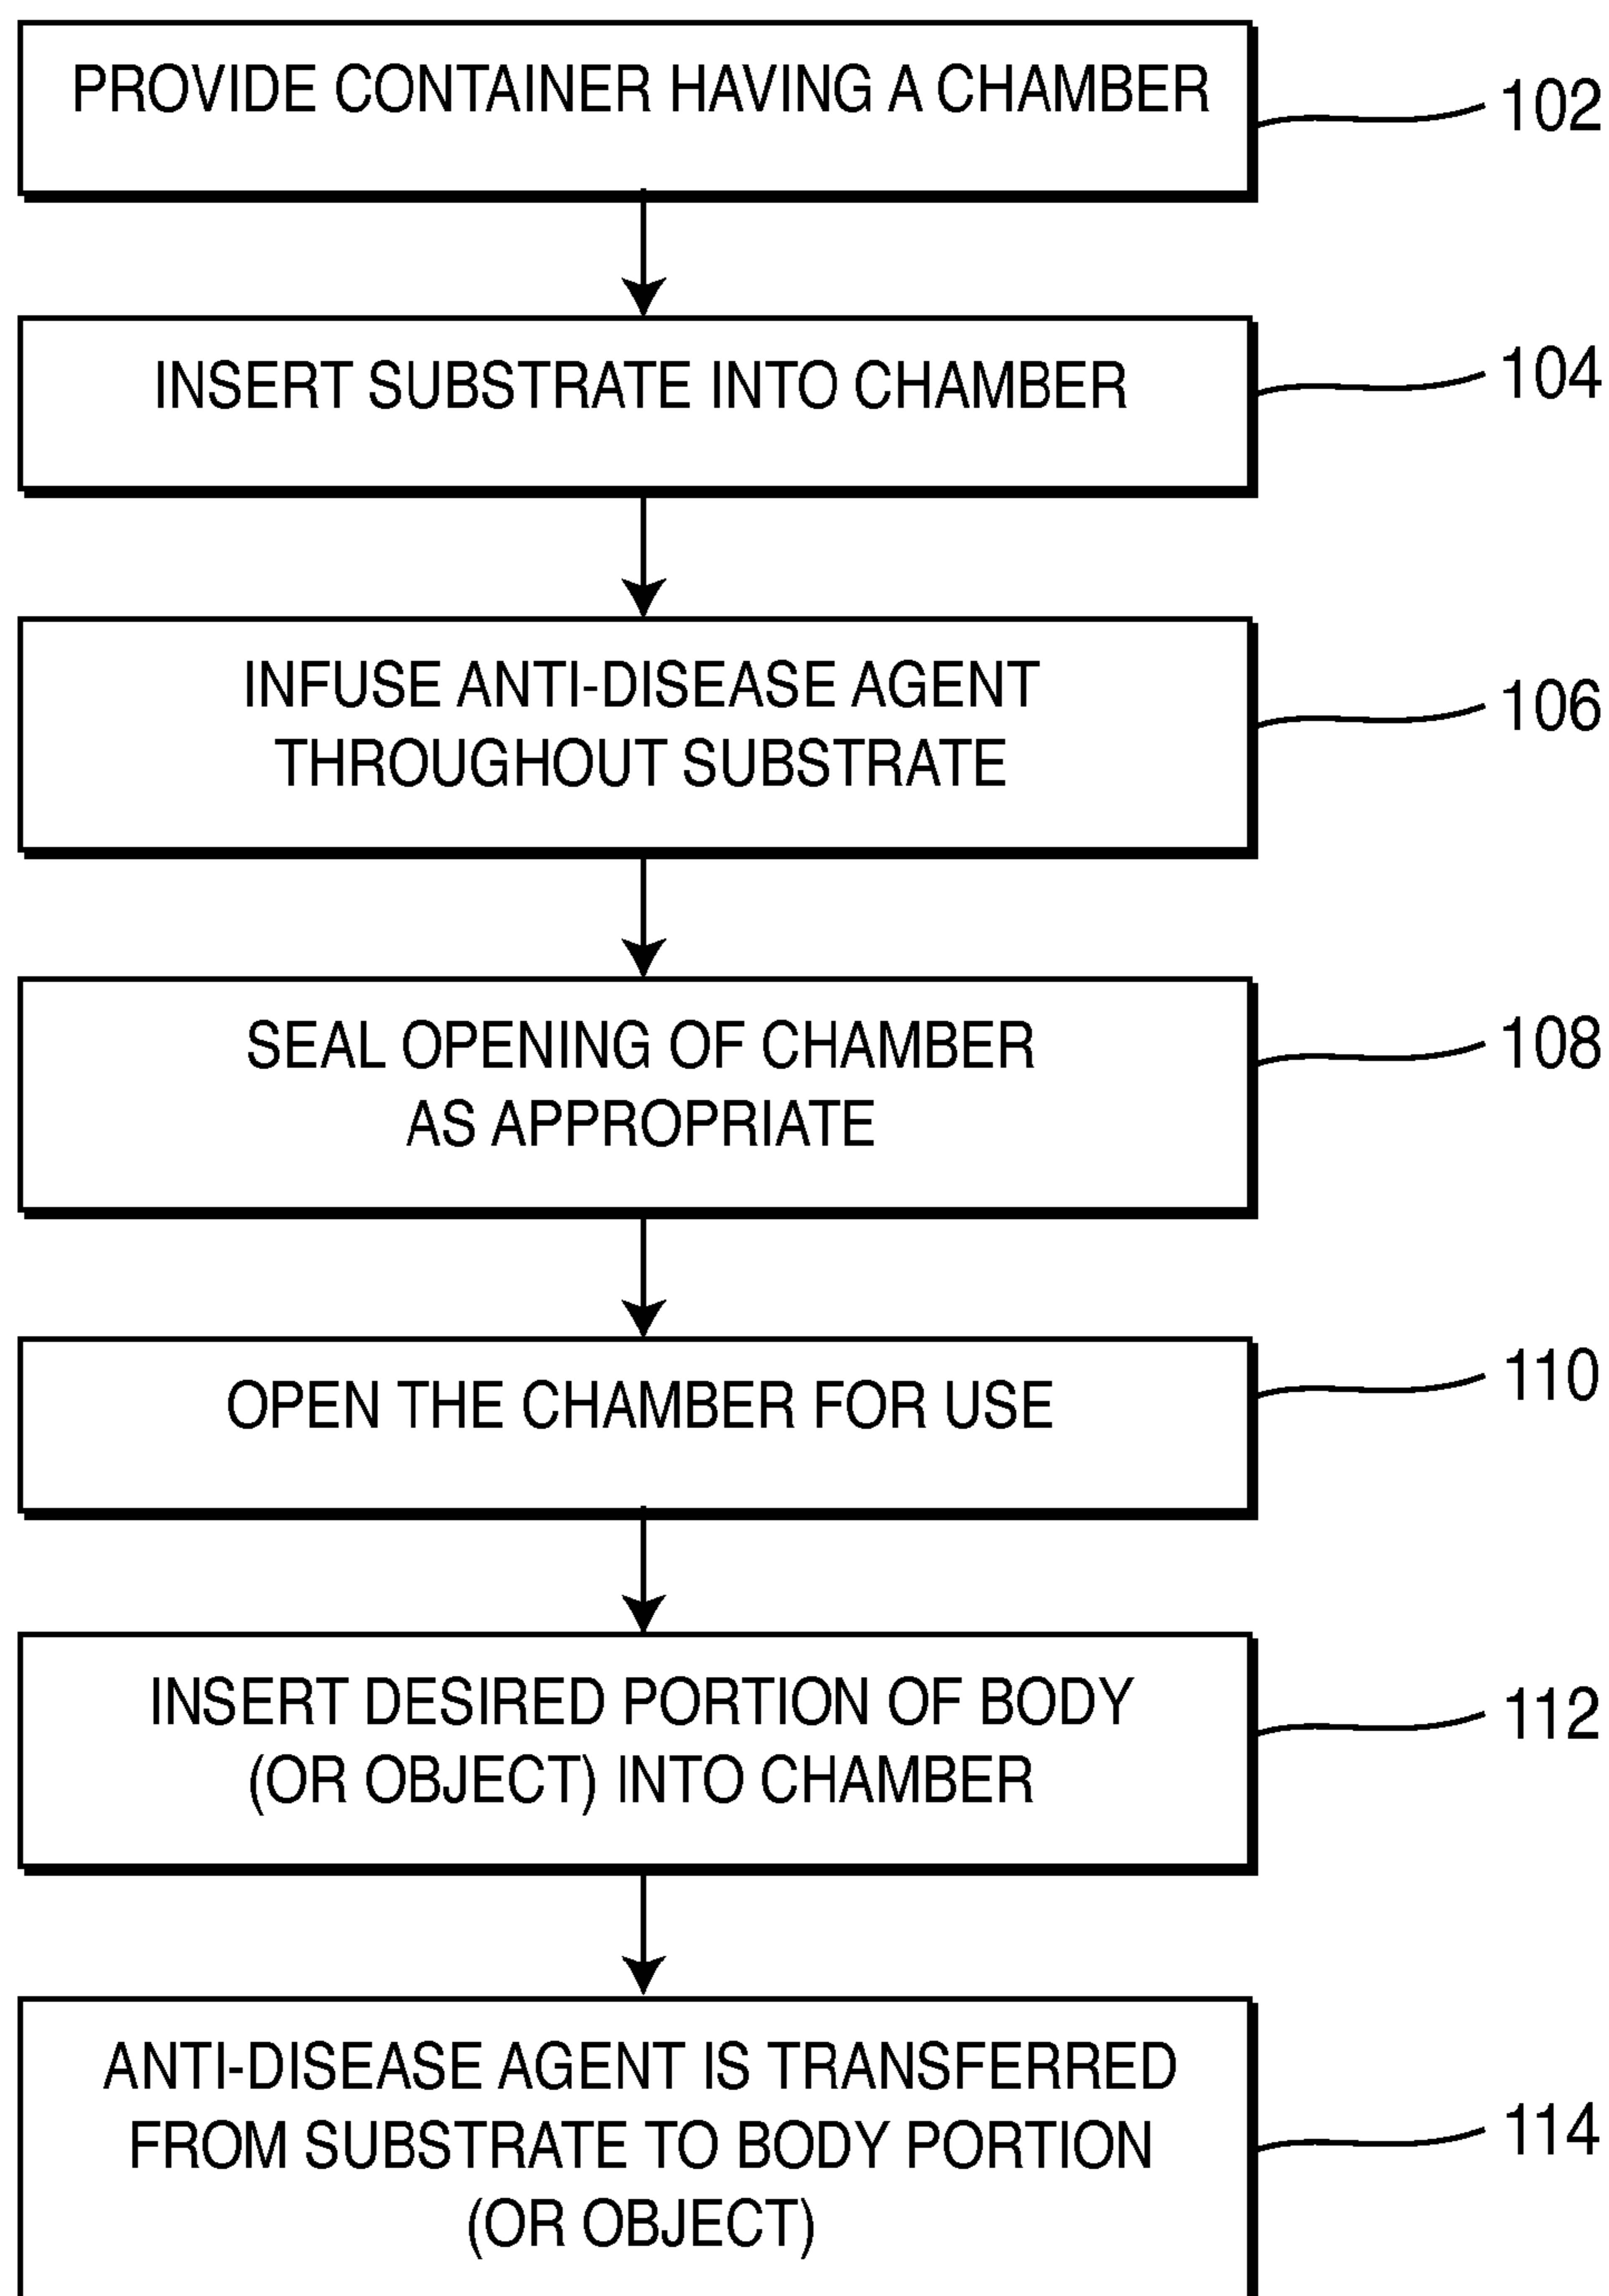 PROVIDE CONTAINER HAVING A CHAMBER
102
INSERT SUBSTRATE INTO CHAMBER
104
INFUSE ANTI-DISEASE AGENT
THROUGHOUT SUBSTRATE
106
SEAL OPENING OF CHAMBER
AS APPROPRIATE
108
OPEN THE CHAMBER FOR USE
110
INSERT DESIRED PORTION OF BODY
(OR OBJECT) INTO CHAMBER
112
ANTI-DISEASE AGENT IS TRANSFERRED
FROM SUBSTRATE TO BODY PORTION
(OR OBJECT)
114